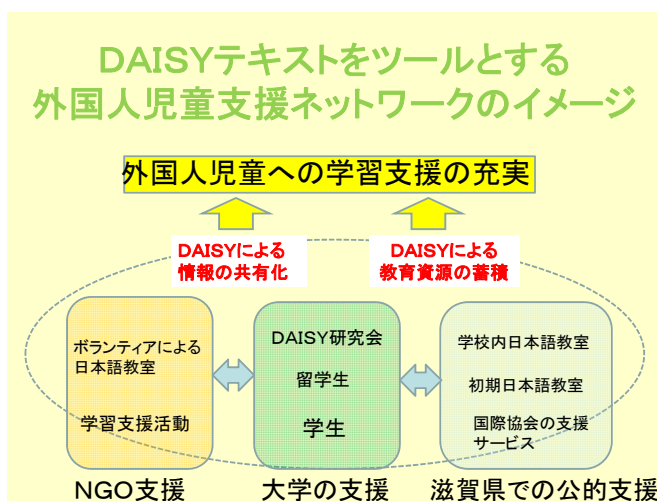 DAISYテキストをツールとする
外国人児童支援ネットワークのイメージ
外国人児童への学習支援の充実
DAISYによる
情報の共有化
DAISYによる
教育資源の蓄積
ボランティアによる
日本語教室
学習支援活動
DAISY研究会
留学生
学生
学校内日本語教室
初期日本語教室
国際協会の支援
サービス
NGO支援
大学の支援
滋賀県での公的支援